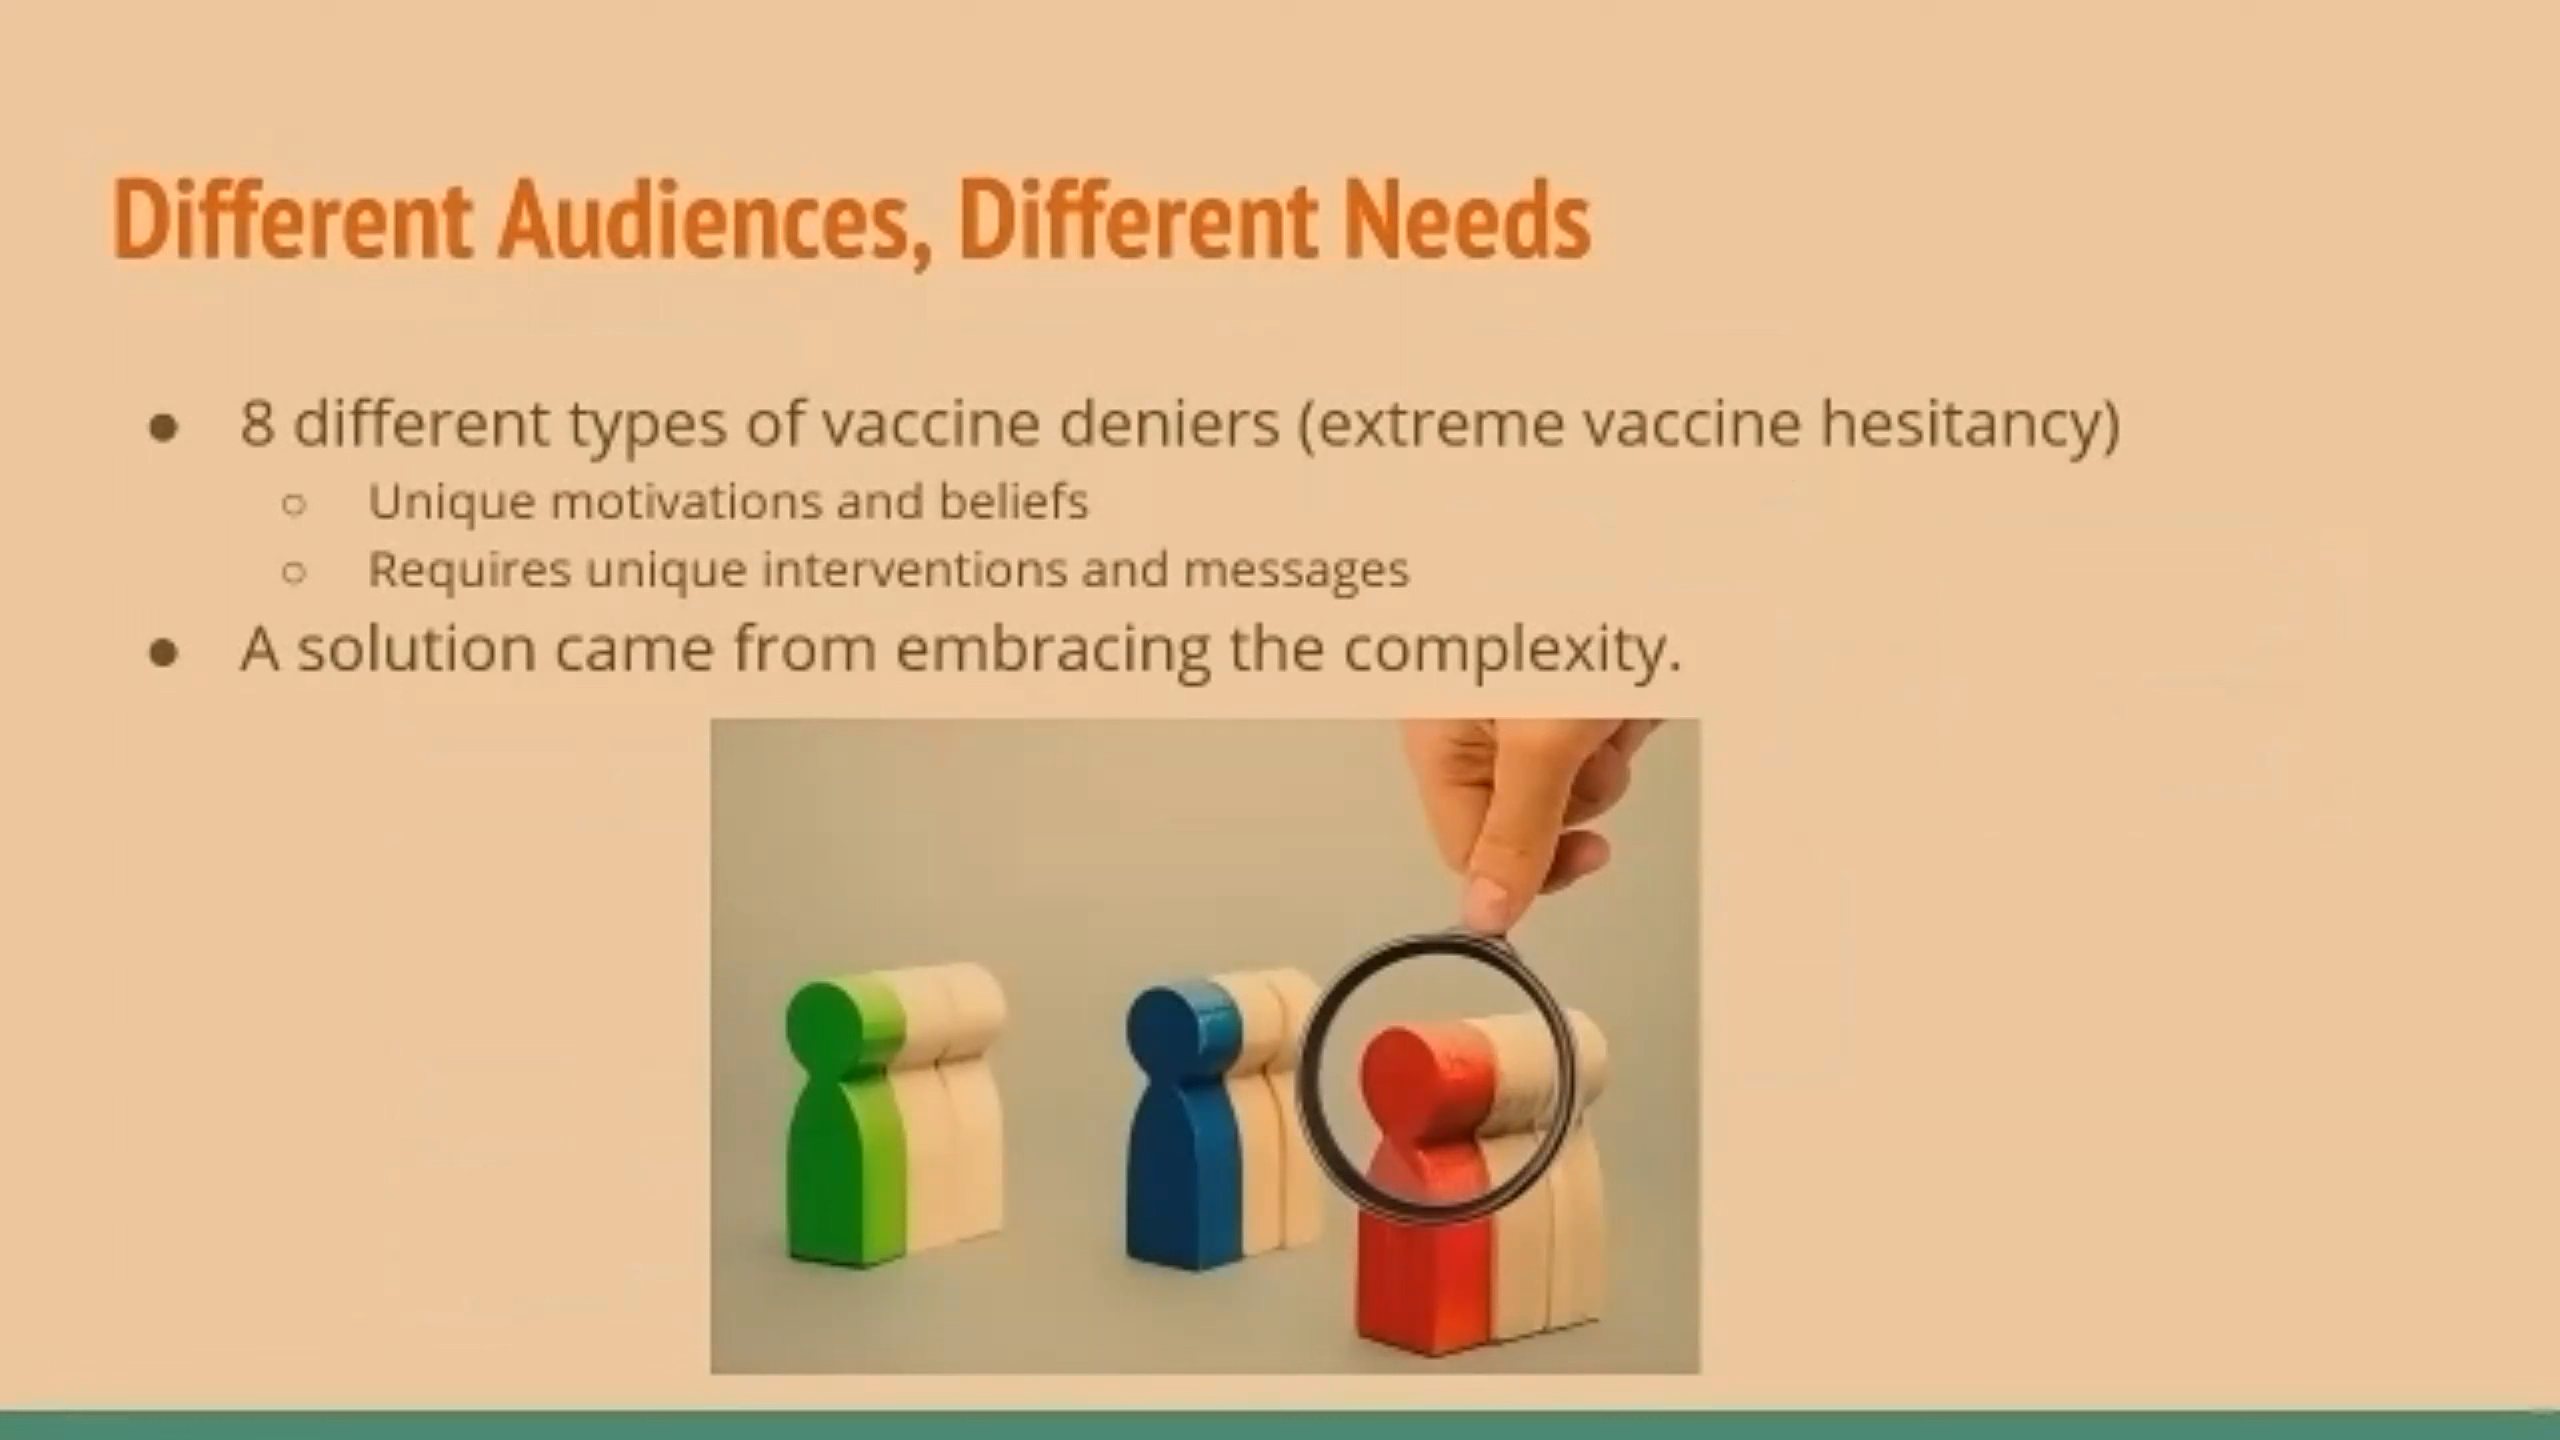 Different Audiences, Different Needs
● 8 different types of vaccine deniers (extreme vaccine hesitancy)
○ Unique motivations and beliefs
○ Requires unique interventions and messages
● A solution came from embracing the complexity.